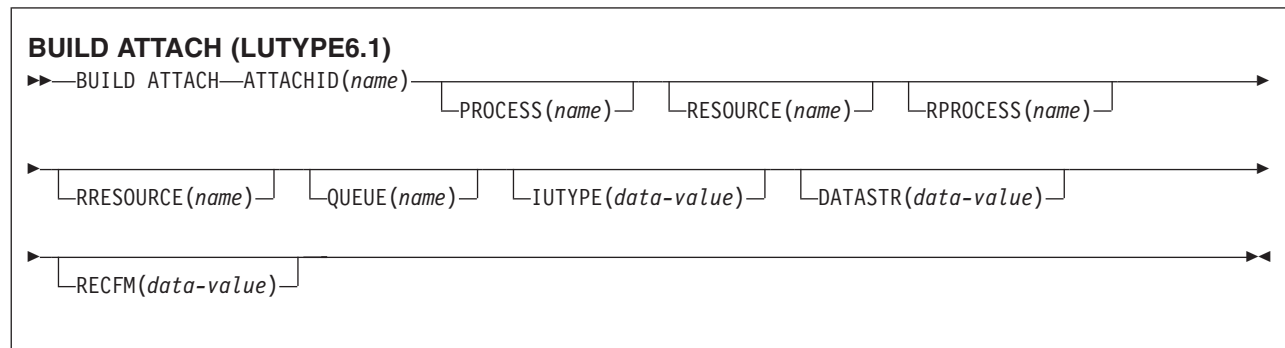 BUILD ATTACH (LUTYPE6.1)
BUILD ATTACH ATTACHID(name)
PROCESS(name) RESOURCE(name) RPROCESS(name)
RRESOURCE(name) QUEUE(name) IUTYPE(data-value) DATASTR(data-value)
RECFM(data-value)